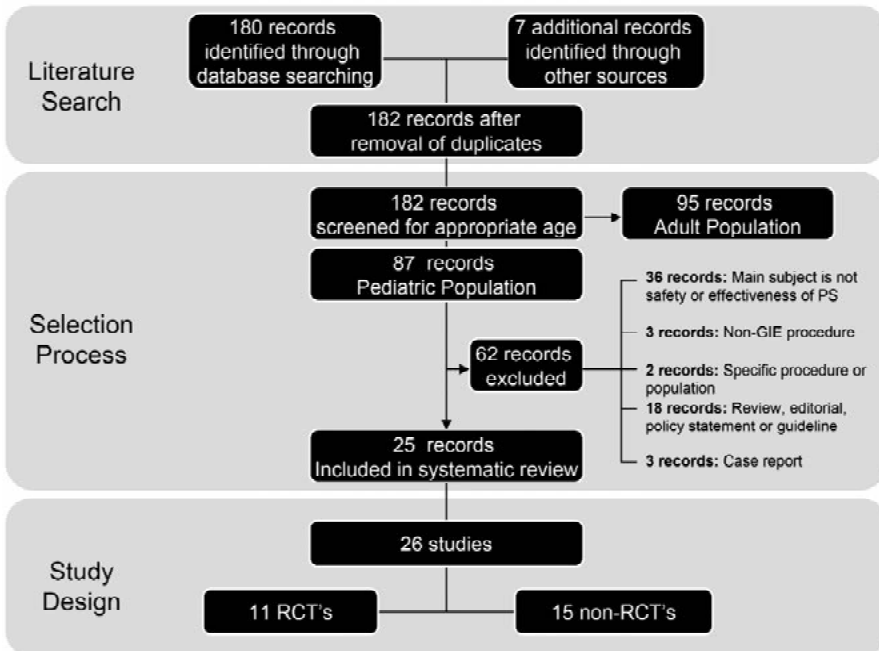 Literature
Search
180 records
identified through
database searching
7 additional records
identified through
other sources
182 records after
removal of duplicates
Selection
Process
182 records
screened for appropriate age
95 records
Adult Population
87 records
Pediatric Population
62 records
excluded
36 records: Main subject is not
safety or effectiveness of PS
3 records: Non-GIE procedure
2 records: Specific procedure or
population
18 records: Review, editorial,
policy statement or guideline
3 records: Case report
25 records
Included in systematic review
Study
Design
26 studies
11 RCT's
15 non-RCT's